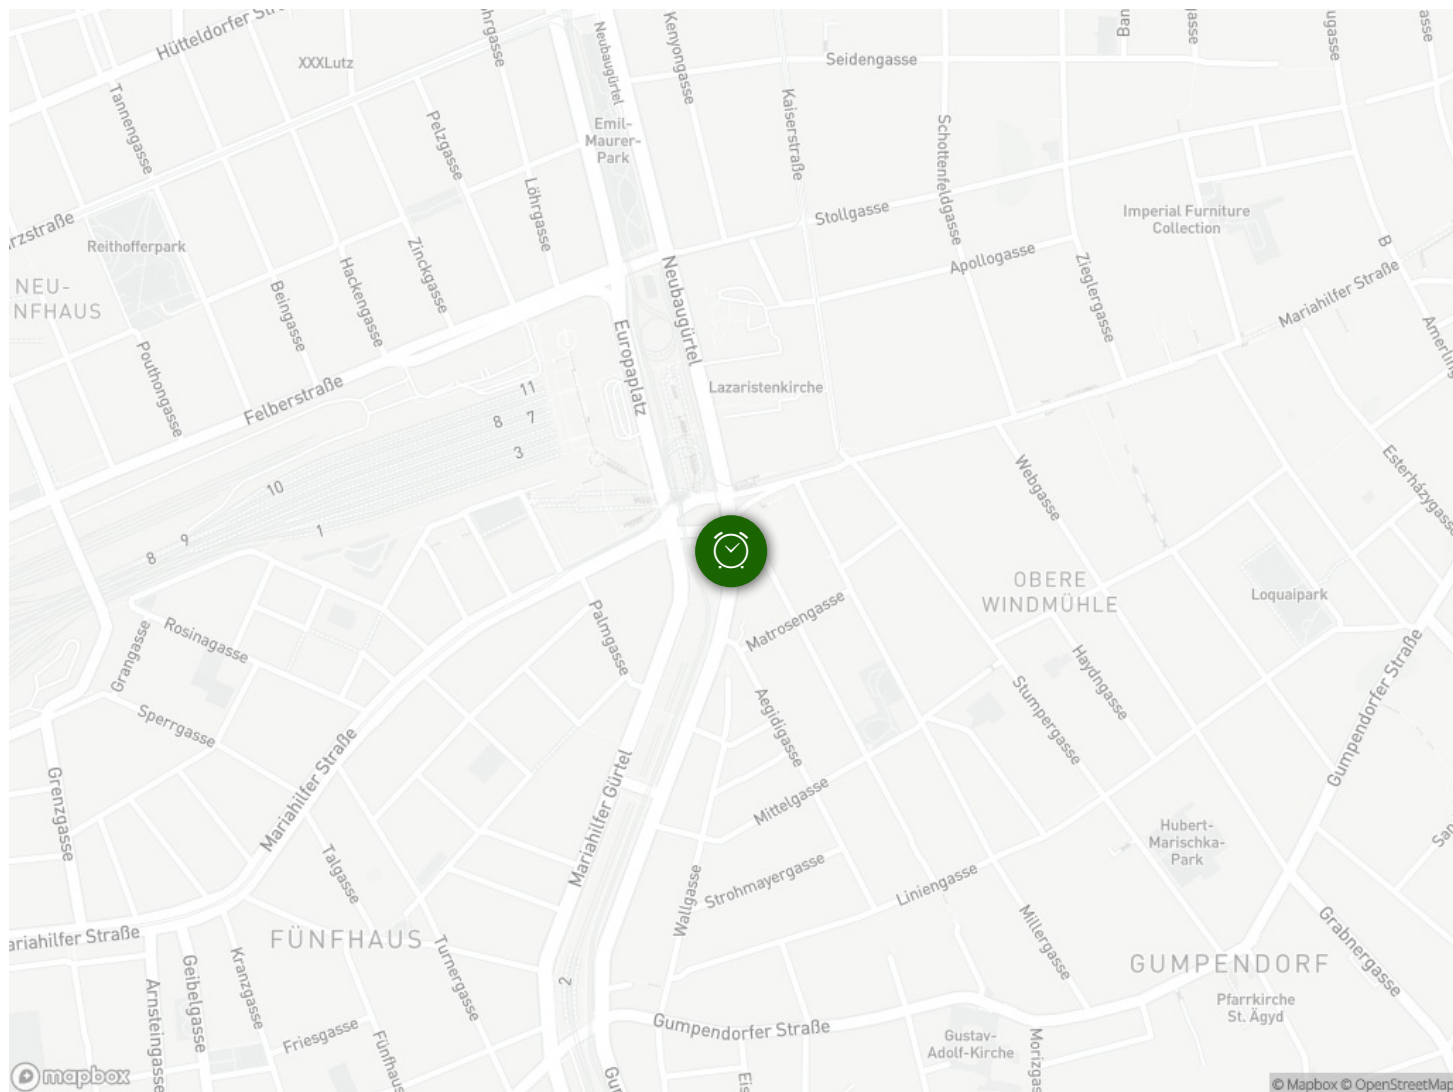 Hütteldorfer
XXXLutz
Tannengasse
Pelzgasse
Löhrgasse
Neubaugürtel
Kenyongasse
Seidengasse
Kaiserstraße
Emil-
Maurer-
Park
Schottenfeldgasse
Stollgasse
Imperial Furniture
Collection
Reithofferpark
Zinckgasse
Hackengasse
Beingasse
NEU-
NFHAUS
Apollogasse
Zieglergasse
Mariahilfer Straße
B
Neubaugürtel
Europaplatz
Pouthongasse
Felberstraße
Lazaristenkirche
11
8
7
3
10
1
9
8
Webgasse
Esterházygasse
OBERE
WINDMÜHLE
Loquaipark
Matrosengasse
Palmgasse
Rosinagasse
Grangasse
Sperrgasse
Haydngasse
Stumpergasse
Aegidigasse
Gumpendorfer Straße
Mariahilfer Straße
Mariahilfer Gürtel
Mittelgasse
Grenzgasse
Hubert-
Marischka-
Park
Talgasse
Strohmayergasse
Liniengasse
Wallgasse
ariahilfer Straße
FÜNFHAUS
Millergasse
Grabnergasse
GUMPENDORF
Turnergasse
Kranzgasse
Geibelgasse
Arnsteingasse
2
Pfarrkirche
St. Ägyd
Gumpendorfer Straße
Friesgasse
Gustav-
Adolf-Kirche
mapbox
© Mapbox © OpenStreetMa